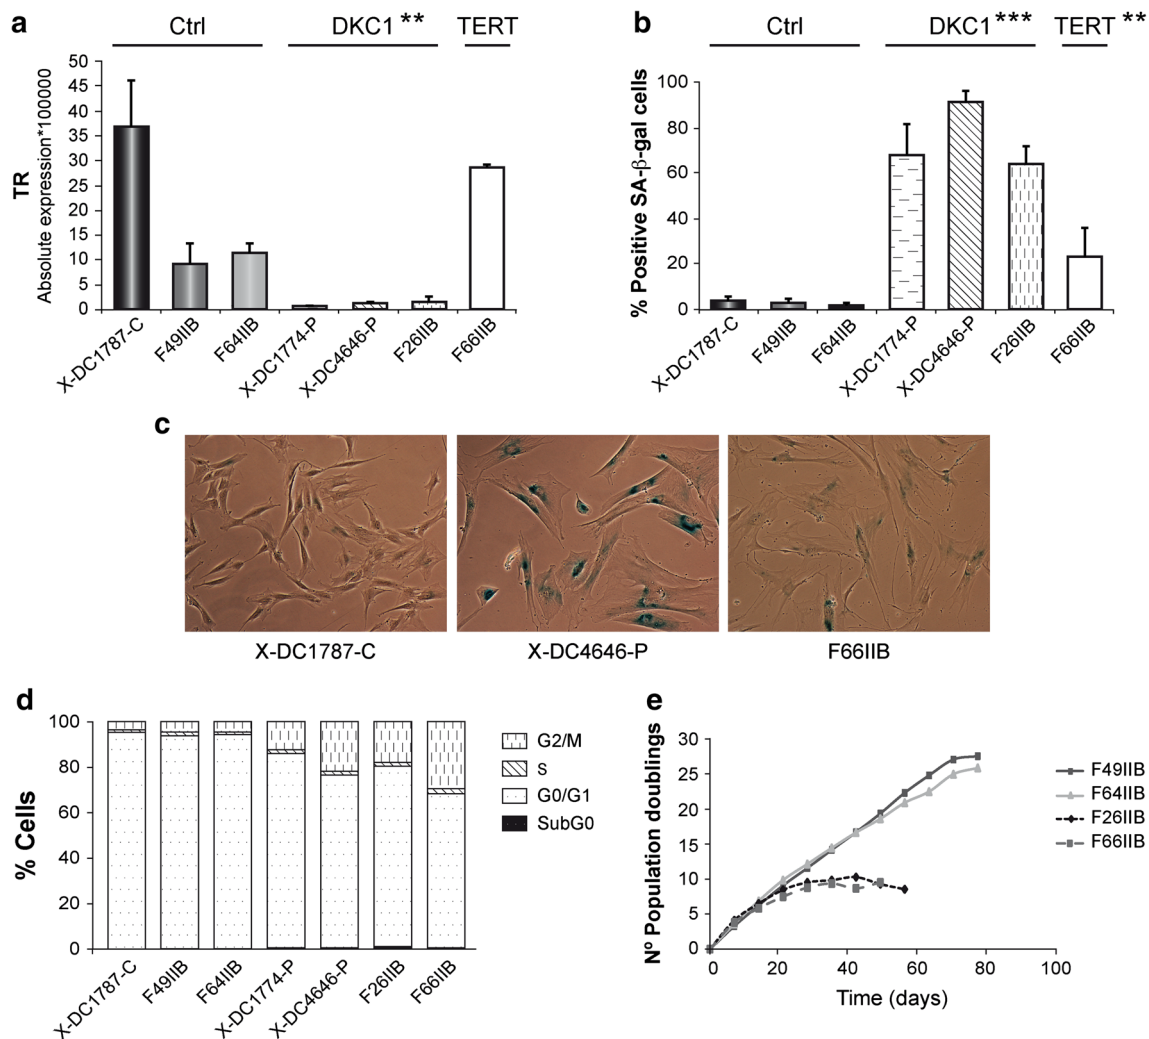 a
Ctrl
DKC1 **
TERT
TR
Absolute expression*100000
50
45
40
35
30
25
20
15
10
5
0
X-DC1787-C
F49IIB
F64IIB
X-DC1774-P
X-DC4646-P
F26IIB
F66IIB
b
Ctrl
DKC1 ***
TERT **
% Positive SA-β-gal cells
100
80
60
40
20
0
X-DC1787-C
F49IIB
F64IIB
X-DC1774-P
X-DC4646-P
F26IIB
F66IIB
c
X-DC1787-C
X-DC4646-P
F66IIB
d
% Cells
100
80
60
40
20
0
X-DC1787-C
F49IIB
F64IIB
X-DC1774-P
X-DC4646-P
F26IIB
F66IIB
G2/M
S
G0/G1
SubG0
e
Nº Population doublings
30
25
20
15
10
5
0
0 20 40 60 80 100
Time (days)
F49IIB
F64IIB
F26IIB
F66IIB